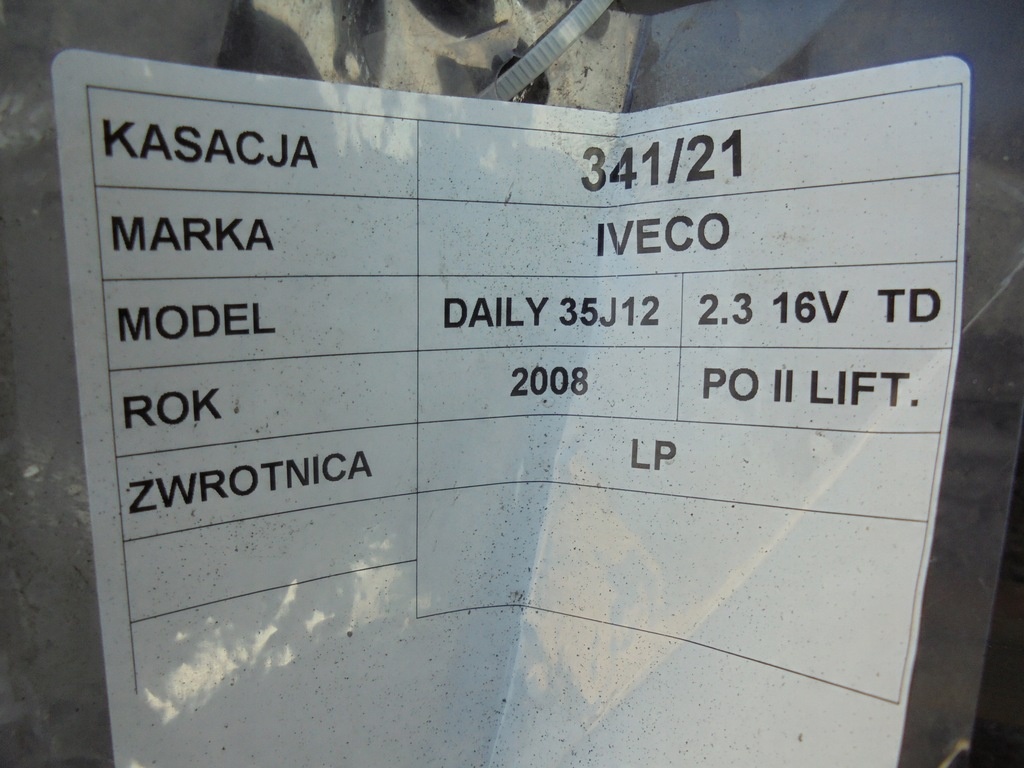 KASACJA 341/21
MARKA IVECO
MODEL DAILY 35J12 2.3 16V TD
ROK 2008 PO II LIFT.
ZWROTNICA LP